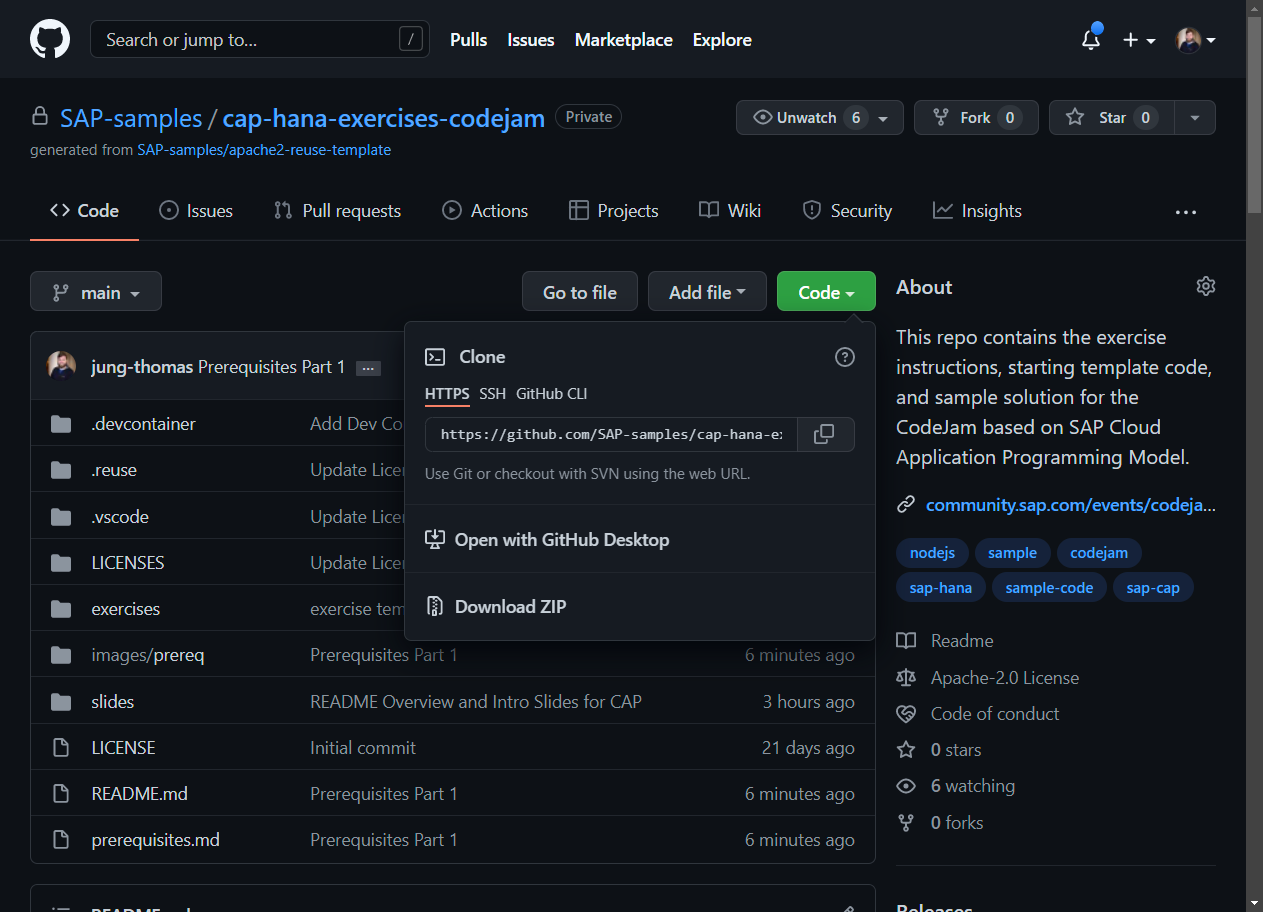 Search or jump to... /
Pulls Issues Marketplace Explore
SAP-samples / cap-hana-exercises-codejam Private
generated from SAP-samples/apache2-reuse-template
Unwatch 6 Fork 0 Star 0
Code Issues Pull requests Actions Projects Wiki Security Insights ...
main Go to file Add file Code
jung-thomas Prerequisites Part 1 ...
.devcontainer Add Dev Co
.reuse Update Licen
.vscode Update Licen
LICENSES Update Licen
exercises exercise tem
images/prereq Prerequisites Part 1 6 minutes ago
slides README Overview and Intro Slides for CAP 3 hours ago
LICENSE Initial commit 21 days ago
README.md Prerequisites Part 1 6 minutes ago
prerequisites.md Prerequisites Part 1 6 minutes ago
Clone
HTTPS SSH GitHub CLI
https://github.com/SAP-samples/cap-hana-ex
Use Git or checkout with SVN using the web URL.
Open with GitHub Desktop
Download ZIP
About
This repo contains the exercise
instructions, starting template code,
and sample solution for the
CodeJam based on SAP Cloud
Application Programming Model.
community.sap.com/events/codeja...
nodejs sample codejam
sap-hana sample-code sap-cap
Readme
Apache-2.0 License
Code of conduct
0 stars
6 watching
0 forks
README.md
Releases